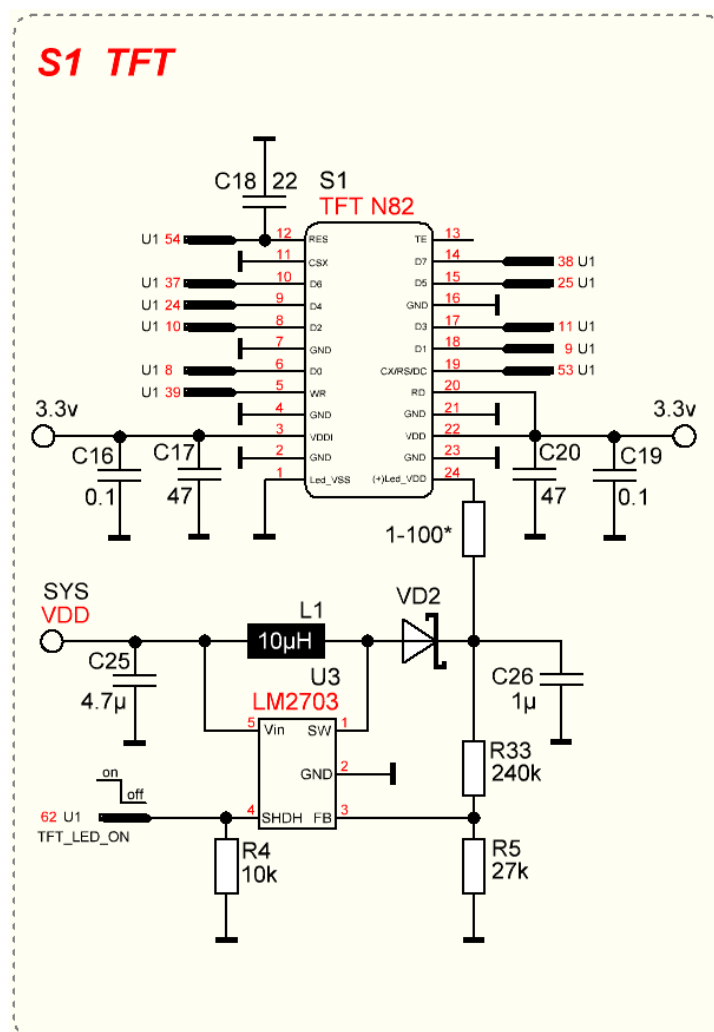 S1 TFT
C18 22
S1
TFT N82
U1 54 12 RES TE 13
11 CSX D7 14 38 U1
U1 37 10 D6 D5 15 25 U1
U1 24 9 D4 GND 16
U1 10 8 D2 D3 17 11 U1
7 GND D1 18 9 U1
U1 8 6 D0 CX/RS/DC 19 53 U1
U1 39 5 WR RD 20
3.3v 4 GND GND 21 3.3v
3 VDDI VDD 22
C16 C17 2 GND GND 23 C20 C19
0.1 47 1 Led_VSS (+)Led_VDD 24 47 0.1
1-100*
SYS
VDD
L1
10µH
VD2
C25
4.7µ
U3
LM2703
C26
1µ
5 Vin SW 1
GND 2
R33
240k
on
off
62 U1
TFT_LED_ON
4 SHDH FB 3
R4
10k
R5
27k